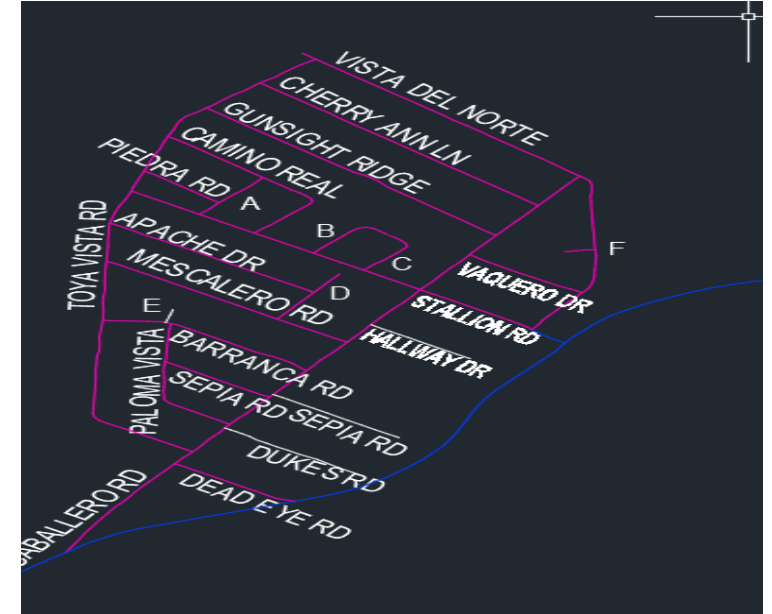 VISTA DEL NORTE
CHERRY ANN LN
GUNSIGHT RIDGE
CAMINO REAL
PIEDRA RD
A
B
C
F
TOYA VISTA RD
APACHE DR
MESCALERO RD
D
VAQUERO DR
STALLION RD
HALLWAY DR
E
PALOMA VISTA
BARRANCA RD
SEPIA RD
SEPIA RD
DUKES RD
DEAD EYE RD
ABALLERO RD